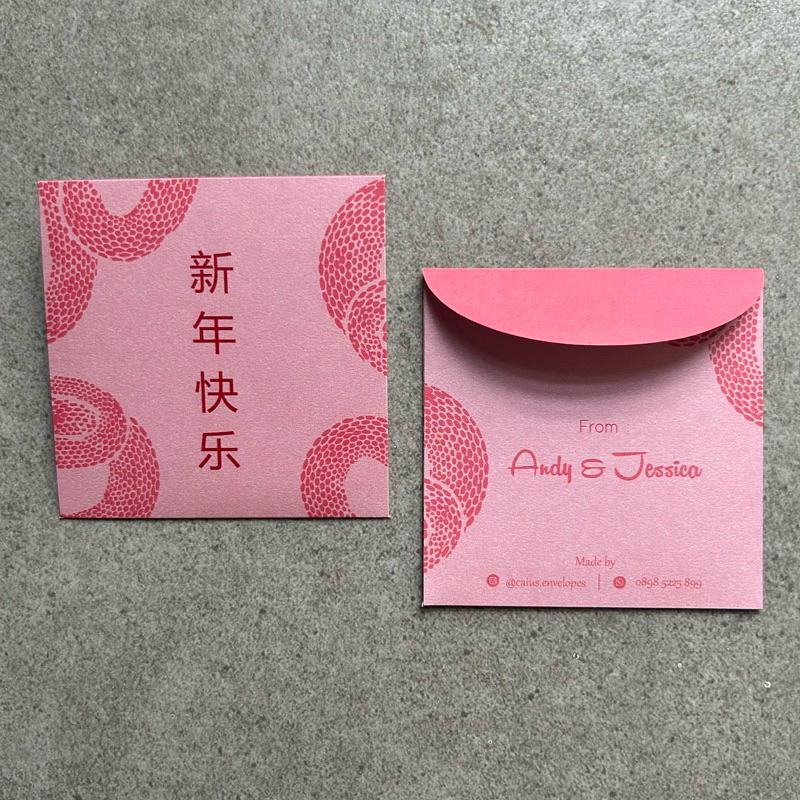 新
年
快
乐
From
Andy & Jessica
Made by
@caius.envelopes | 0898 5225 899